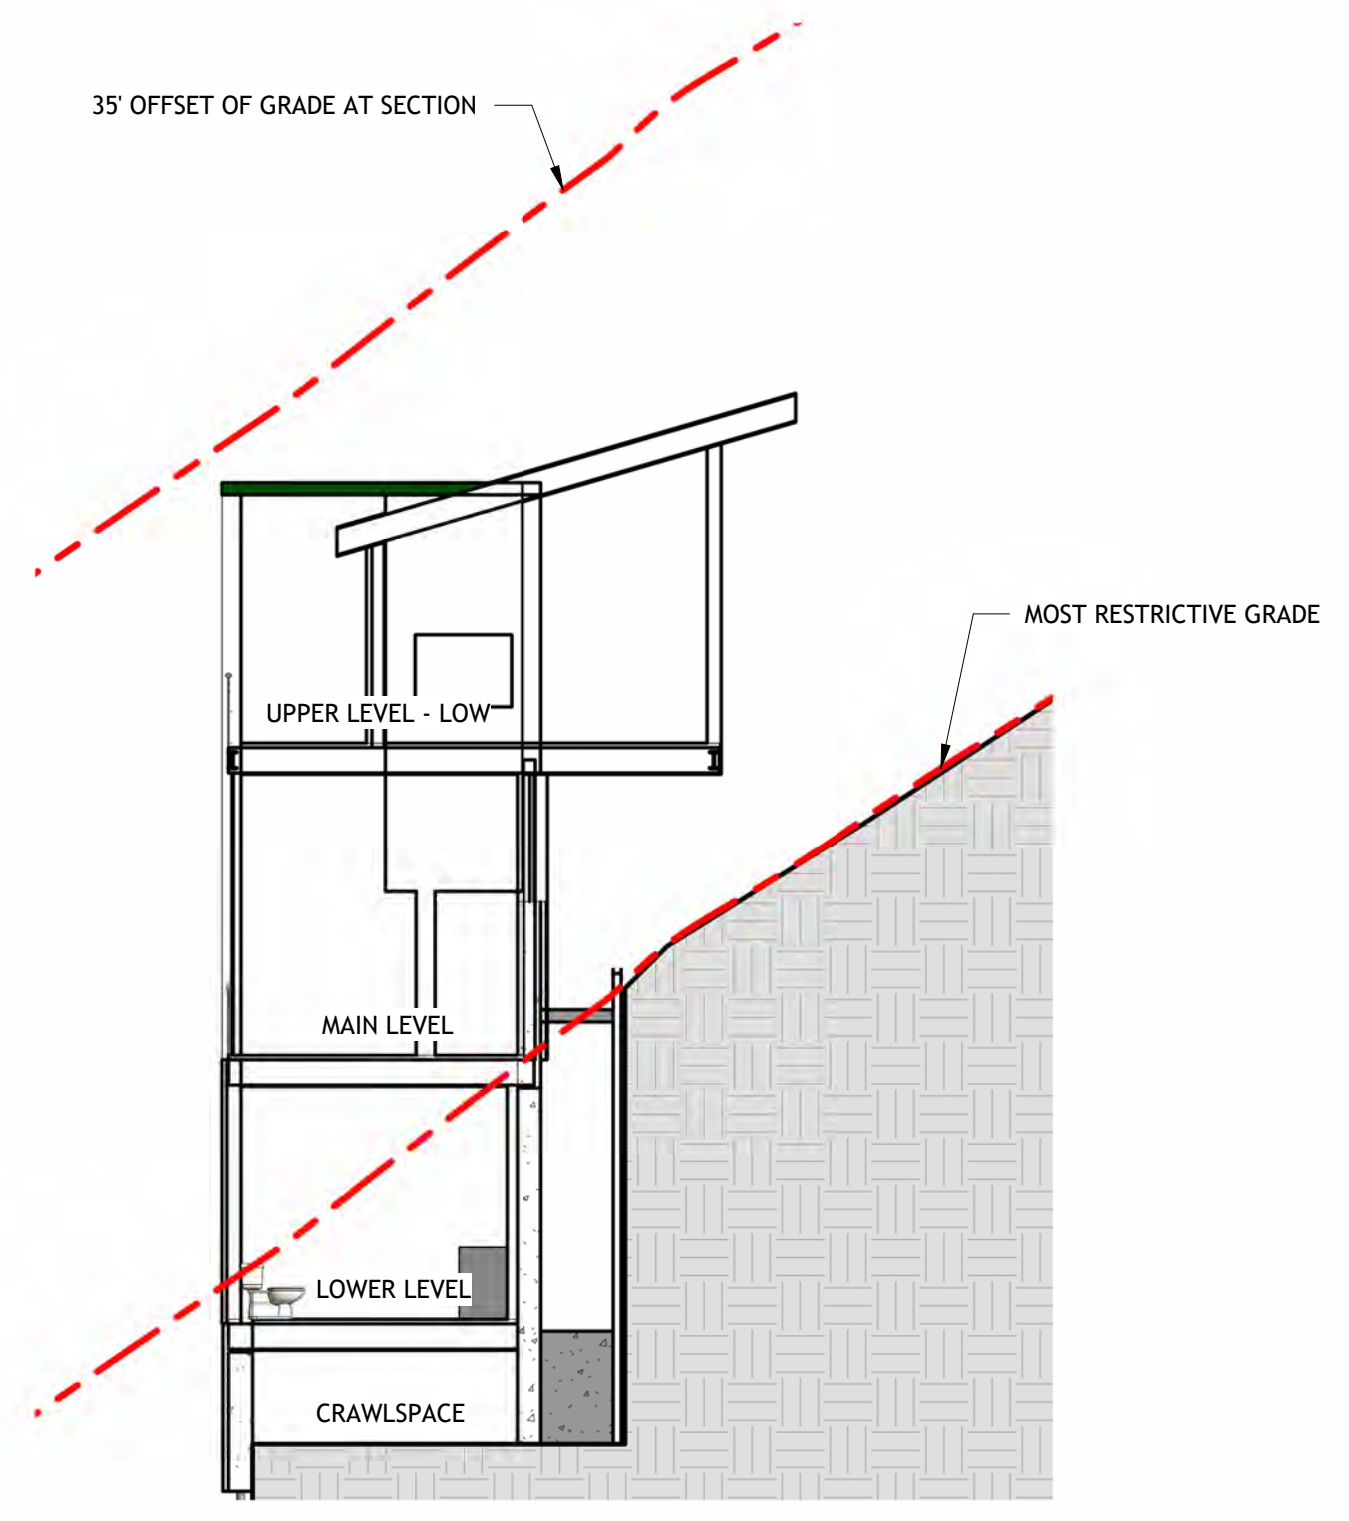 35' OFFSET OF GRADE AT SECTION
MOST RESTRICTIVE GRADE
UPPER LEVEL - LOW
MAIN LEVEL
LOWER LEVEL
CRAWLSPACE